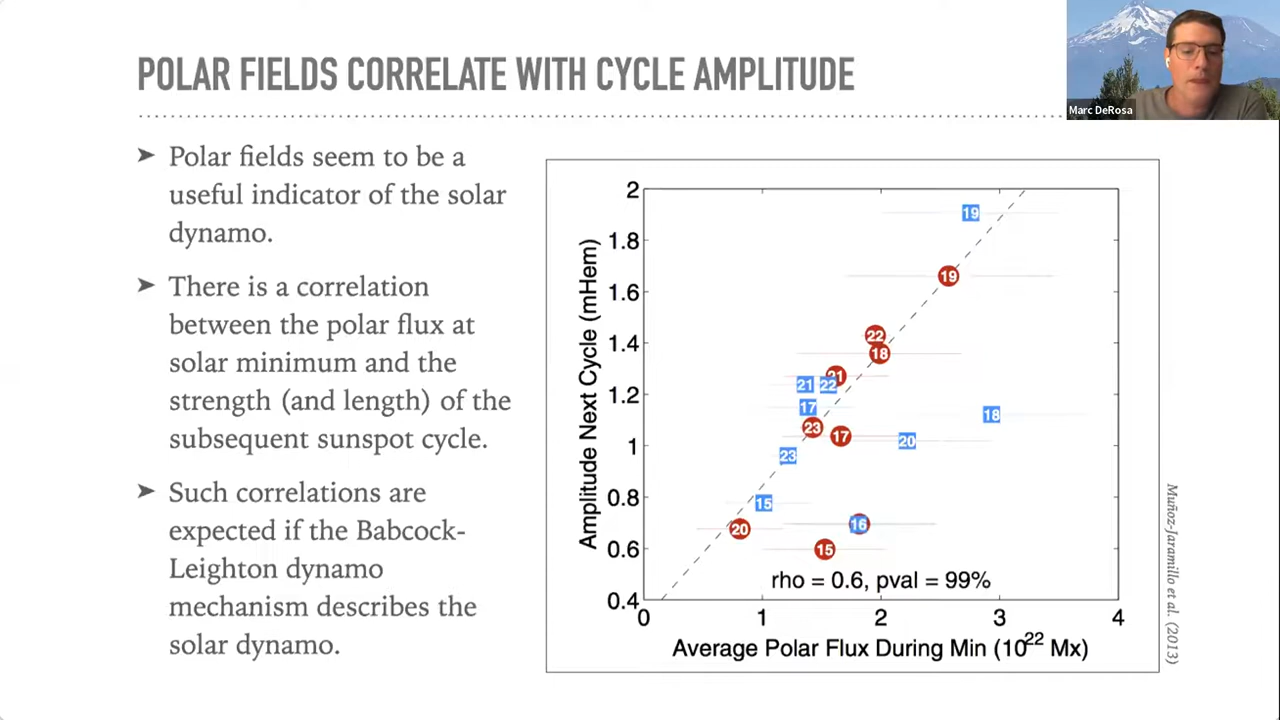 POLAR FIELDS CORRELATE WITH CYCLE AMPLITUDE
Marc DeRosa
➤ Polar fields seem to be a
useful indicator of the solar
dynamo.
➤ There is a correlation
between the polar flux at
solar minimum and the
strength (and length) of the
subsequent sunspot cycle.
➤ Such correlations are
expected if the Babcock-
Leighton dynamo
mechanism describes the
solar dynamo.
Amplitude Next Cycle (mHem)
2
1.8
1.6
1.4
1.2
1
0.8
0.6
0.4
19
19
22
18
21
21
22
17
18
23
17
20
23
15
20
16
15
rho = 0.6, pval = 99%
0 1 2 3 4
Average Polar Flux During Min (10²² Mx)
Muñoz-Jaramillo et al. (2013)